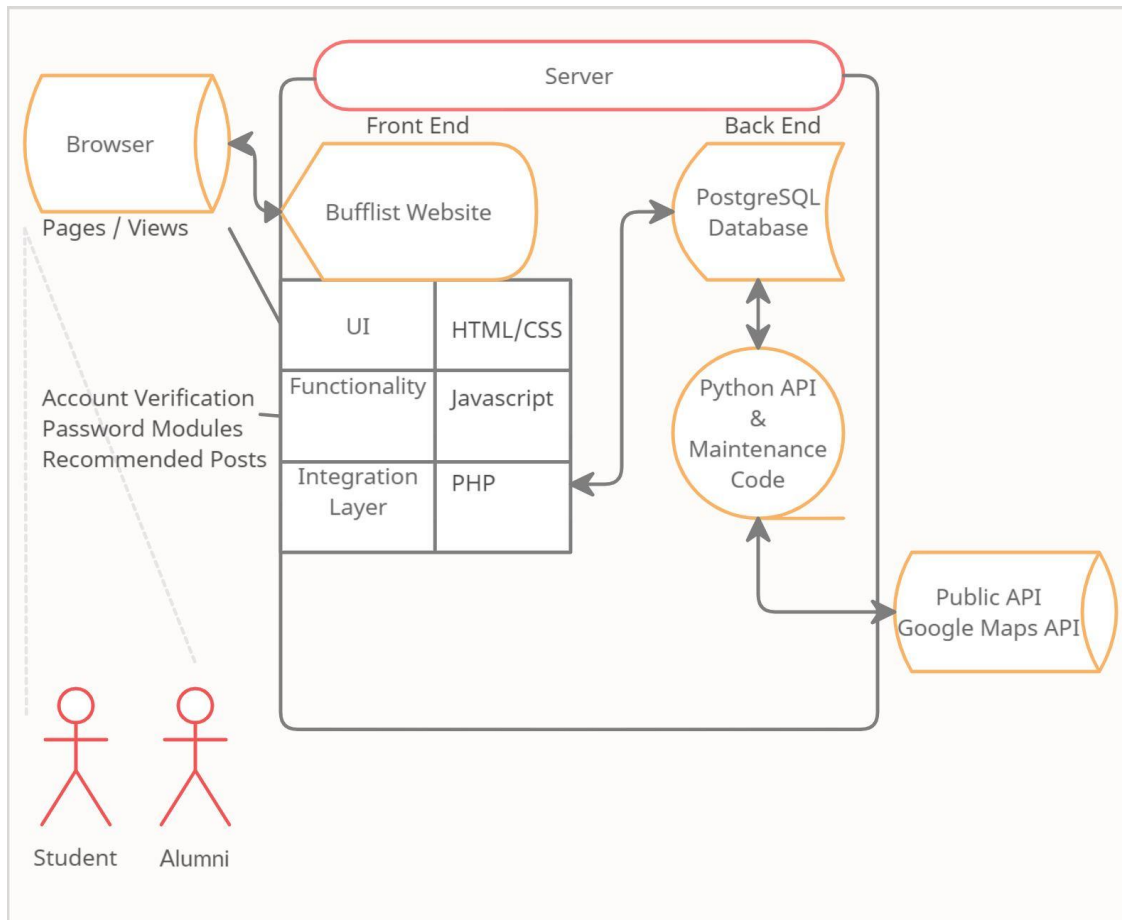 Server
Front End
Back End
Browser
Bufflist Website
PostgreSQL
Database
Pages / Views
UI
HTML/CSS
Functionality
Javascript
Account Verification
Password Modules
Recommended Posts
Integration
Layer
PHP
Python API
&
Maintenance
Code
Public API
Google Maps API
Student
Alumni